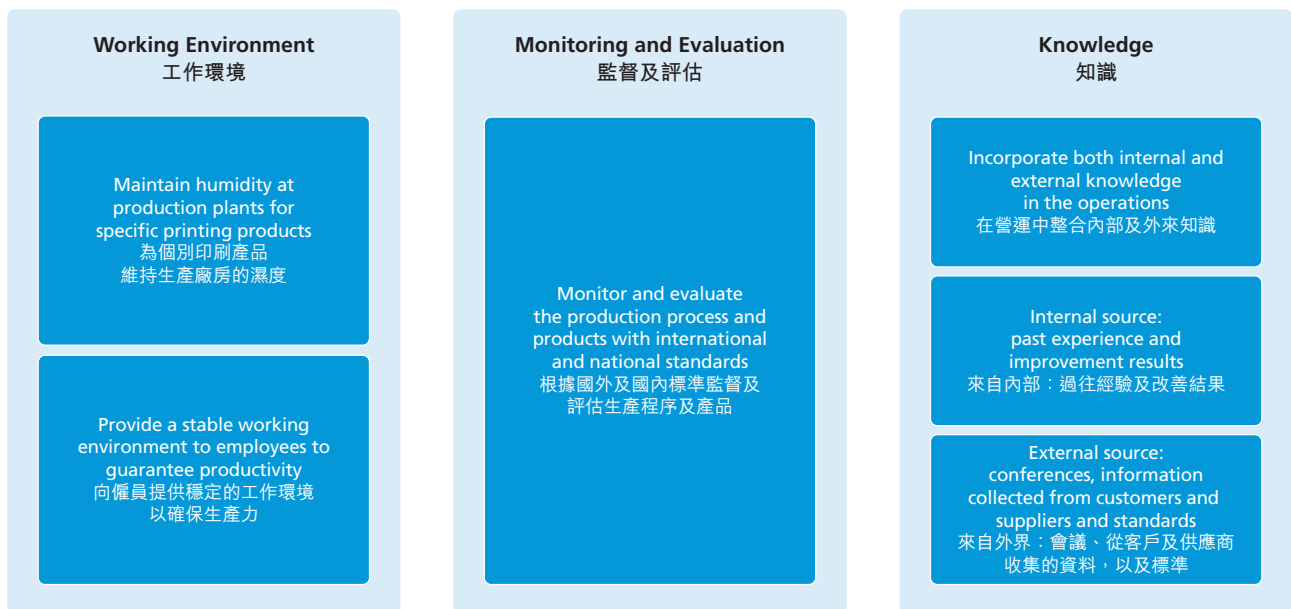 Working Environment
工作環境
Maintain humidity at
production plants for
specific printing products
為個別印刷產品
維持生產廠房的濕度
Provide a stable working
environment to employees to
guarantee productivity
向僱員提供穩定的工作環境
以確保生產力
Monitoring and Evaluation
監督及評估
Monitor and evaluate
the production process and
products with international
and national standards
根據國外及國內標準監督及
評估生產程序及產品
Knowledge
知識
Incorporate both internal and
external knowledge
in the operations
在營運中整合內部及外來知識
Internal source:
past experience and
improvement results
來自內部：過往經驗及改善結果
External source:
conferences, information
collected from customers and
suppliers and standards
來自外界：會議、從客戶及供應商
收集的資料，以及標準